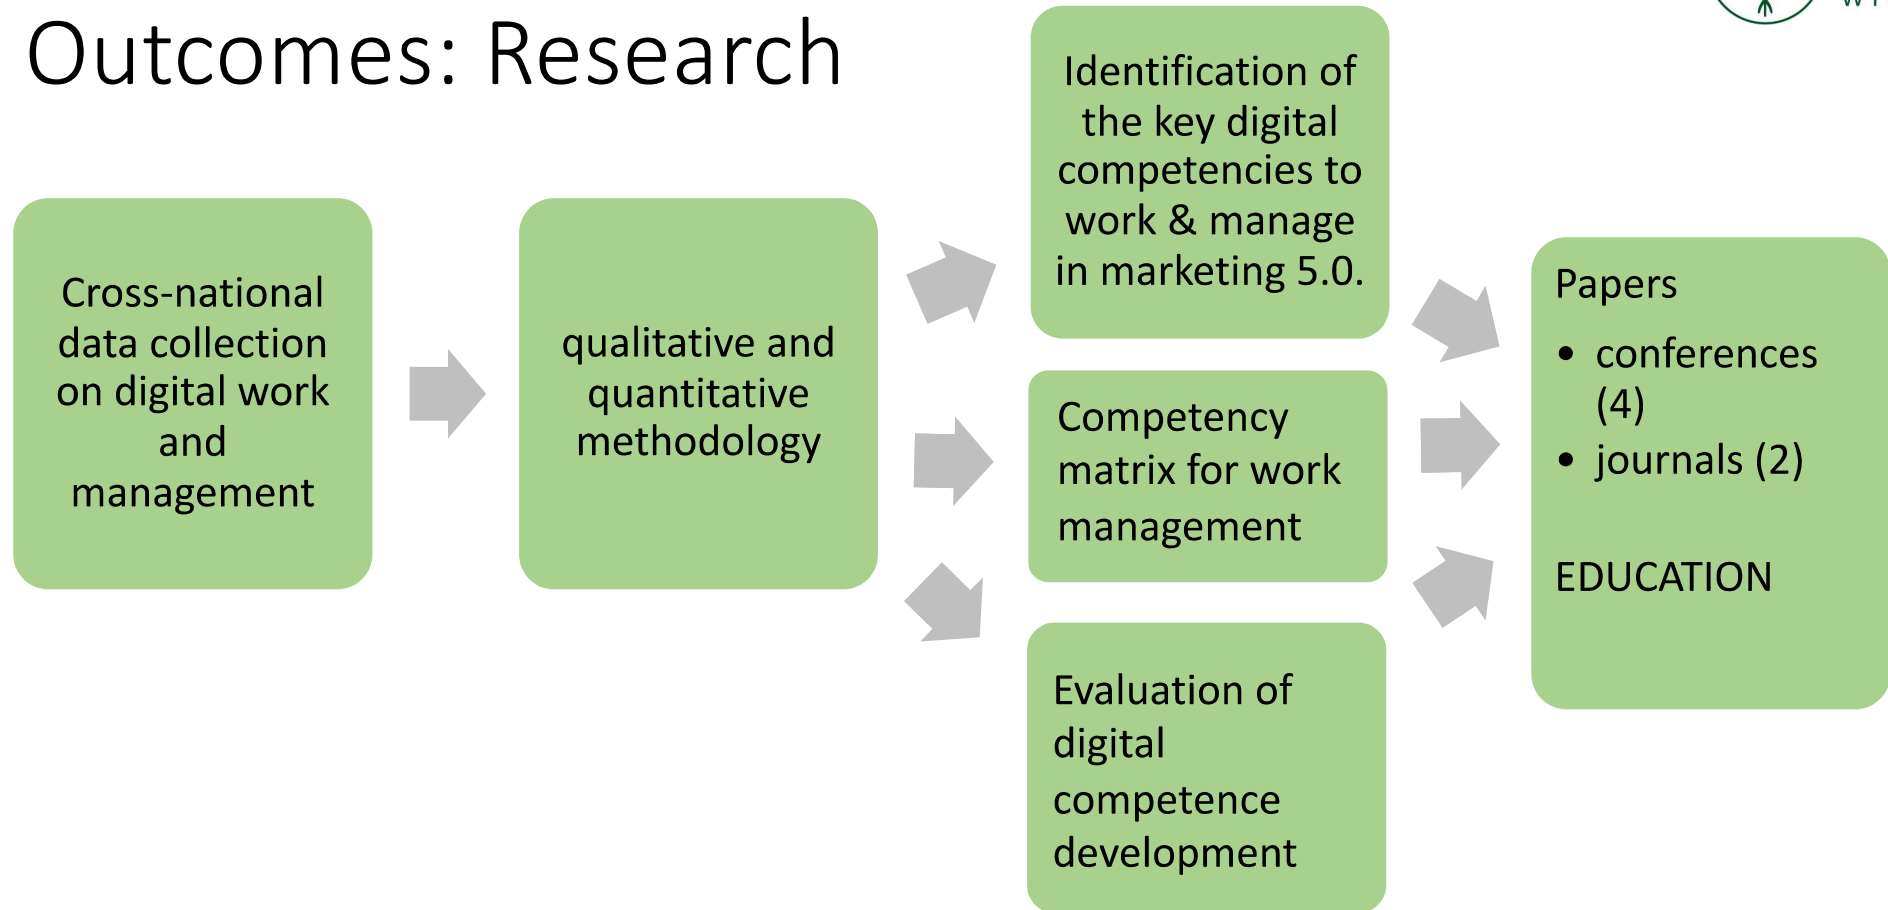 Outcomes: Research
Cross-national
data collection
on digital work
and
management
qualitative and
quantitative
methodology
Identification of
the key digital
competencies to
work & manage
in marketing 5.0.
Competency
matrix for work
management
Evaluation of
digital
competence
development
Papers
• conferences
(4)
• journals (2)
EDUCATION